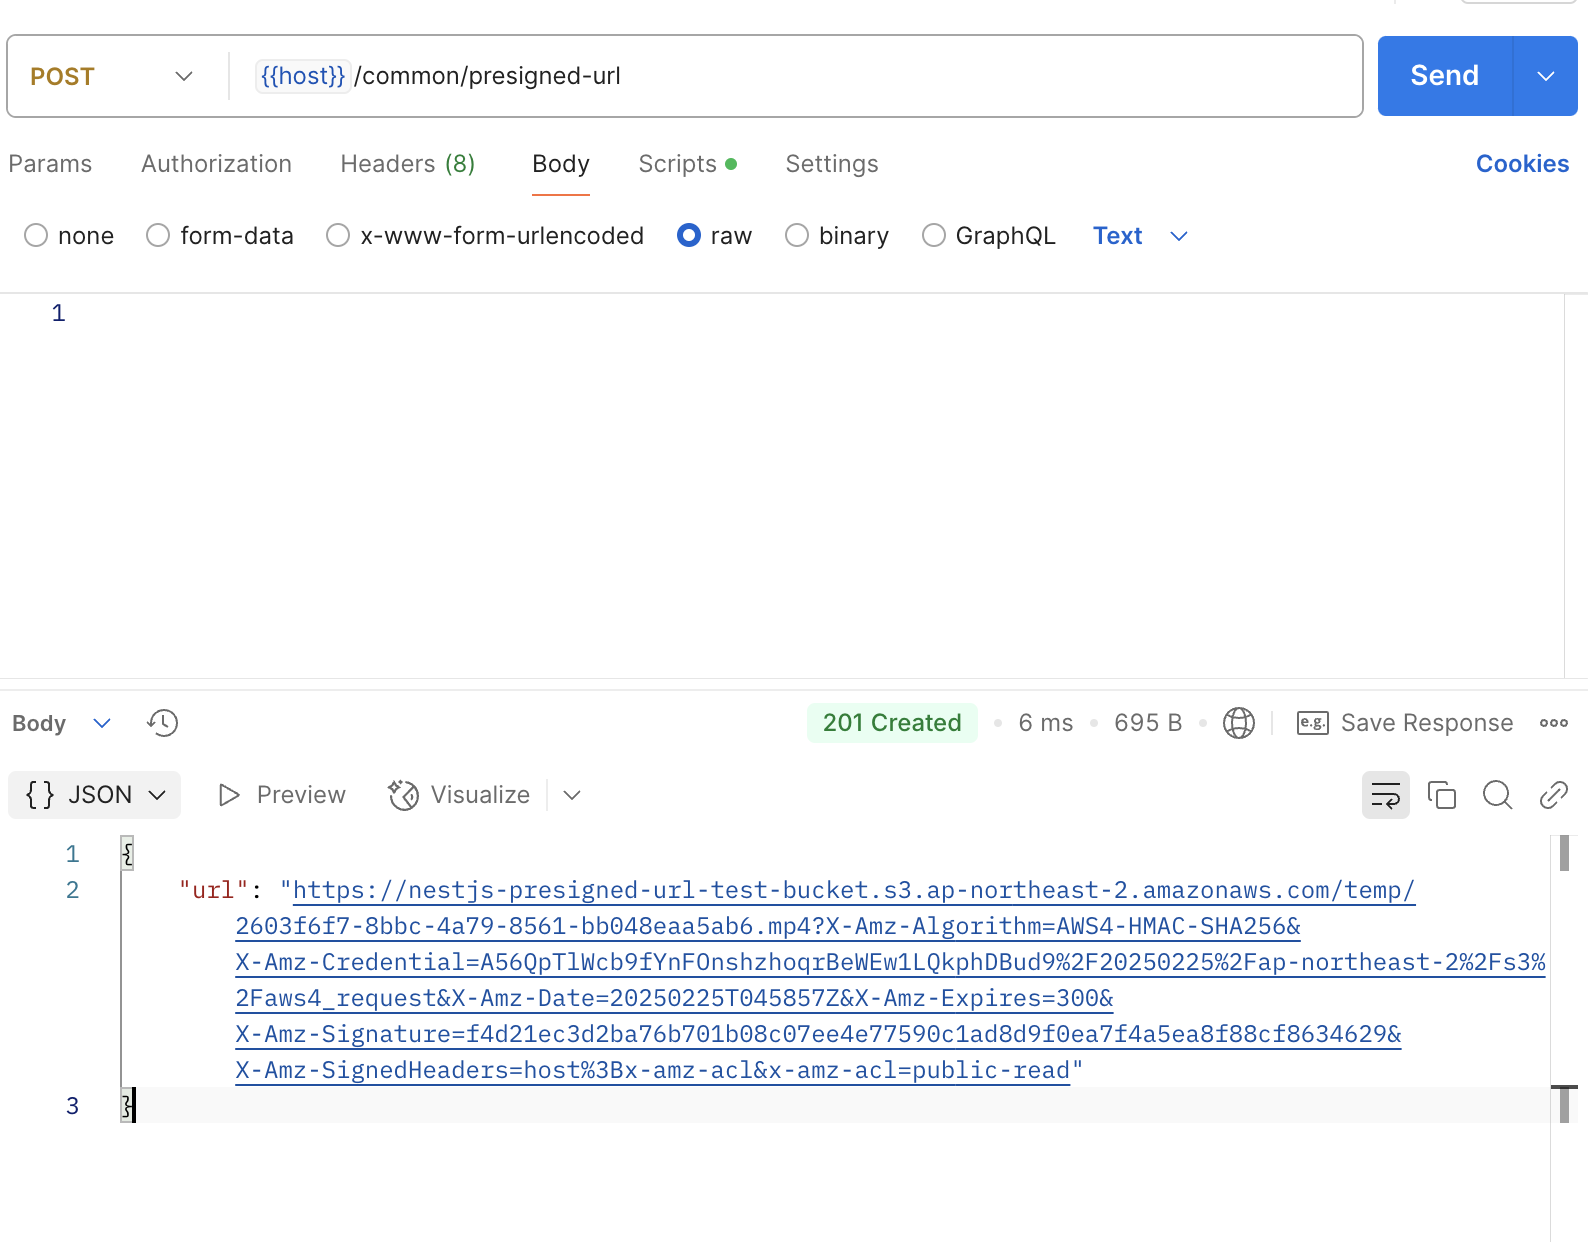 POST {{host}}/common/presigned-url Send
Params Authorization Headers (8) Body Scripts Settings Cookies
none form-data x-www-form-urlencoded raw binary GraphQL Text
1
Body 201 Created 6 ms 695 B e.g. Save Response
{} JSON Preview Visualize
1 {
2 "url": "https://nestjs-presigned-url-test-bucket.s3.ap-northeast-2.amazonaws.com/temp/
2603f6f7-8bbc-4a79-8561-bb048eaa5ab6.mp4?X-Amz-Algorithm=AWS4-HMAC-SHA256&
X-Amz-Credential=A56QpTlWcb9fYnFOnshzhoqrBeWEw1LQkphDBud9%2F20250225%2Fap-northeast-2%2Fs3%
2Faws4_request&X-Amz-Date=20250225T045857Z&X-Amz-Expires=300&
X-Amz-Signature=f4d21ec3d2ba76b701b08c07ee4e77590c1ad8d9f0ea7f4a5ea8f88cf8634629&
X-Amz-SignedHeaders=host%3Bx-amz-acl&x-amz-acl=public-read"
3 }